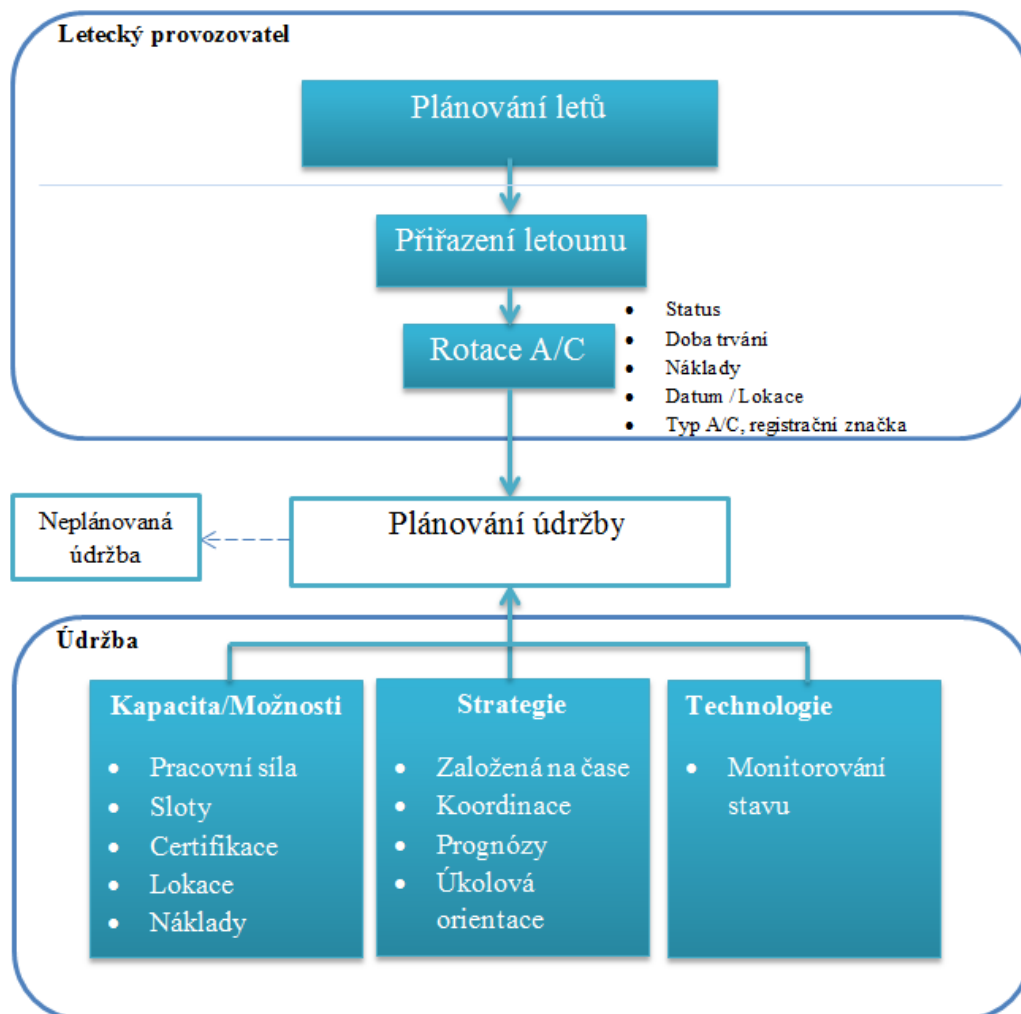 Letecký provozovatel
Plánování letů
Přiřazení letounu
Rotace A/C
• Status
• Doba trvání
• Náklady
• Datum / Lokace
• Typ A/C, registrační značka
Neplánovaná
údržba
Plánování údržby
Údržba
Kapacita/Možnosti
• Pracovní síla
• Sloty
• Certifikace
• Lokace
• Náklady
Strategie
• Založená na čase
• Koordinace
• Prognózy
• Úkolová
orientace
Technologie
• Monitorování
stavu